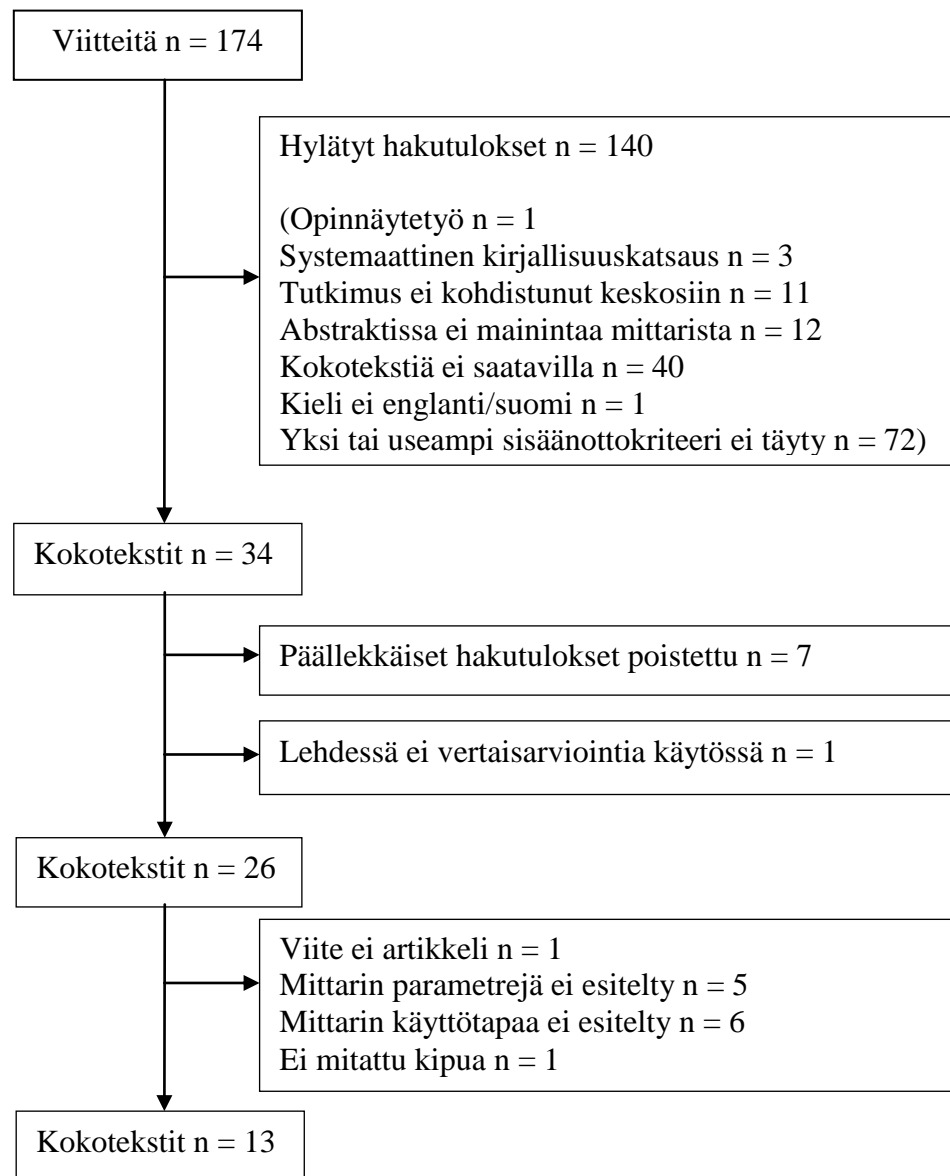 Viitteitä n = 174
Hylätyt hakutulokset n = 140
(Opinnäytetyö n = 1
Systemaattinen kirjallisuuskatsaus n = 3
Tutkimus ei kohdistunut keskosiin n = 11
Abstraktissa ei mainintaa mittarista n = 12
Kokotekstiä ei saatavilla n = 40
Kieli ei englanti/suomi n = 1
Yksi tai useampi sisäänottokriteeri ei täyty n = 72)
Kokotekstit n = 34
Päällekkäiset hakutulokset poistettu n = 7
Lehdessä ei vertaisarviointia käytössä n = 1
Kokotekstit n = 26
Viite ei artikkeli n = 1
Mittarin parametrejä ei esitelty n = 5
Mittarin käyttötapaa ei esitelty n = 6
Ei mitattu kipua n = 1
Kokotekstit n = 13